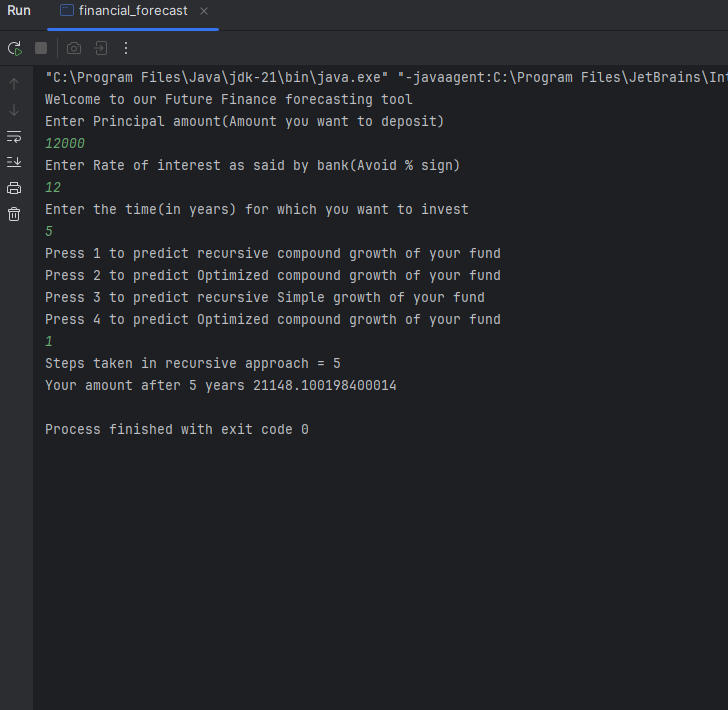 Run financial_forecast
"C:\Program Files\Java\jdk-21\bin\java.exe" "-javaagent:C:\Program Files\JetBrains\Int
Welcome to our Future Finance forecasting tool
Enter Principal amount(Amount you want to deposit)
12000
Enter Rate of interest as said by bank(Avoid % sign)
12
Enter the time(in years) for which you want to invest
5
Press 1 to predict recursive compound growth of your fund
Press 2 to predict Optimized compound growth of your fund
Press 3 to predict recursive Simple growth of your fund
Press 4 to predict Optimized compound growth of your fund
1
Steps taken in recursive approach = 5
Your amount after 5 years 21148.100198400014
Process finished with exit code 0